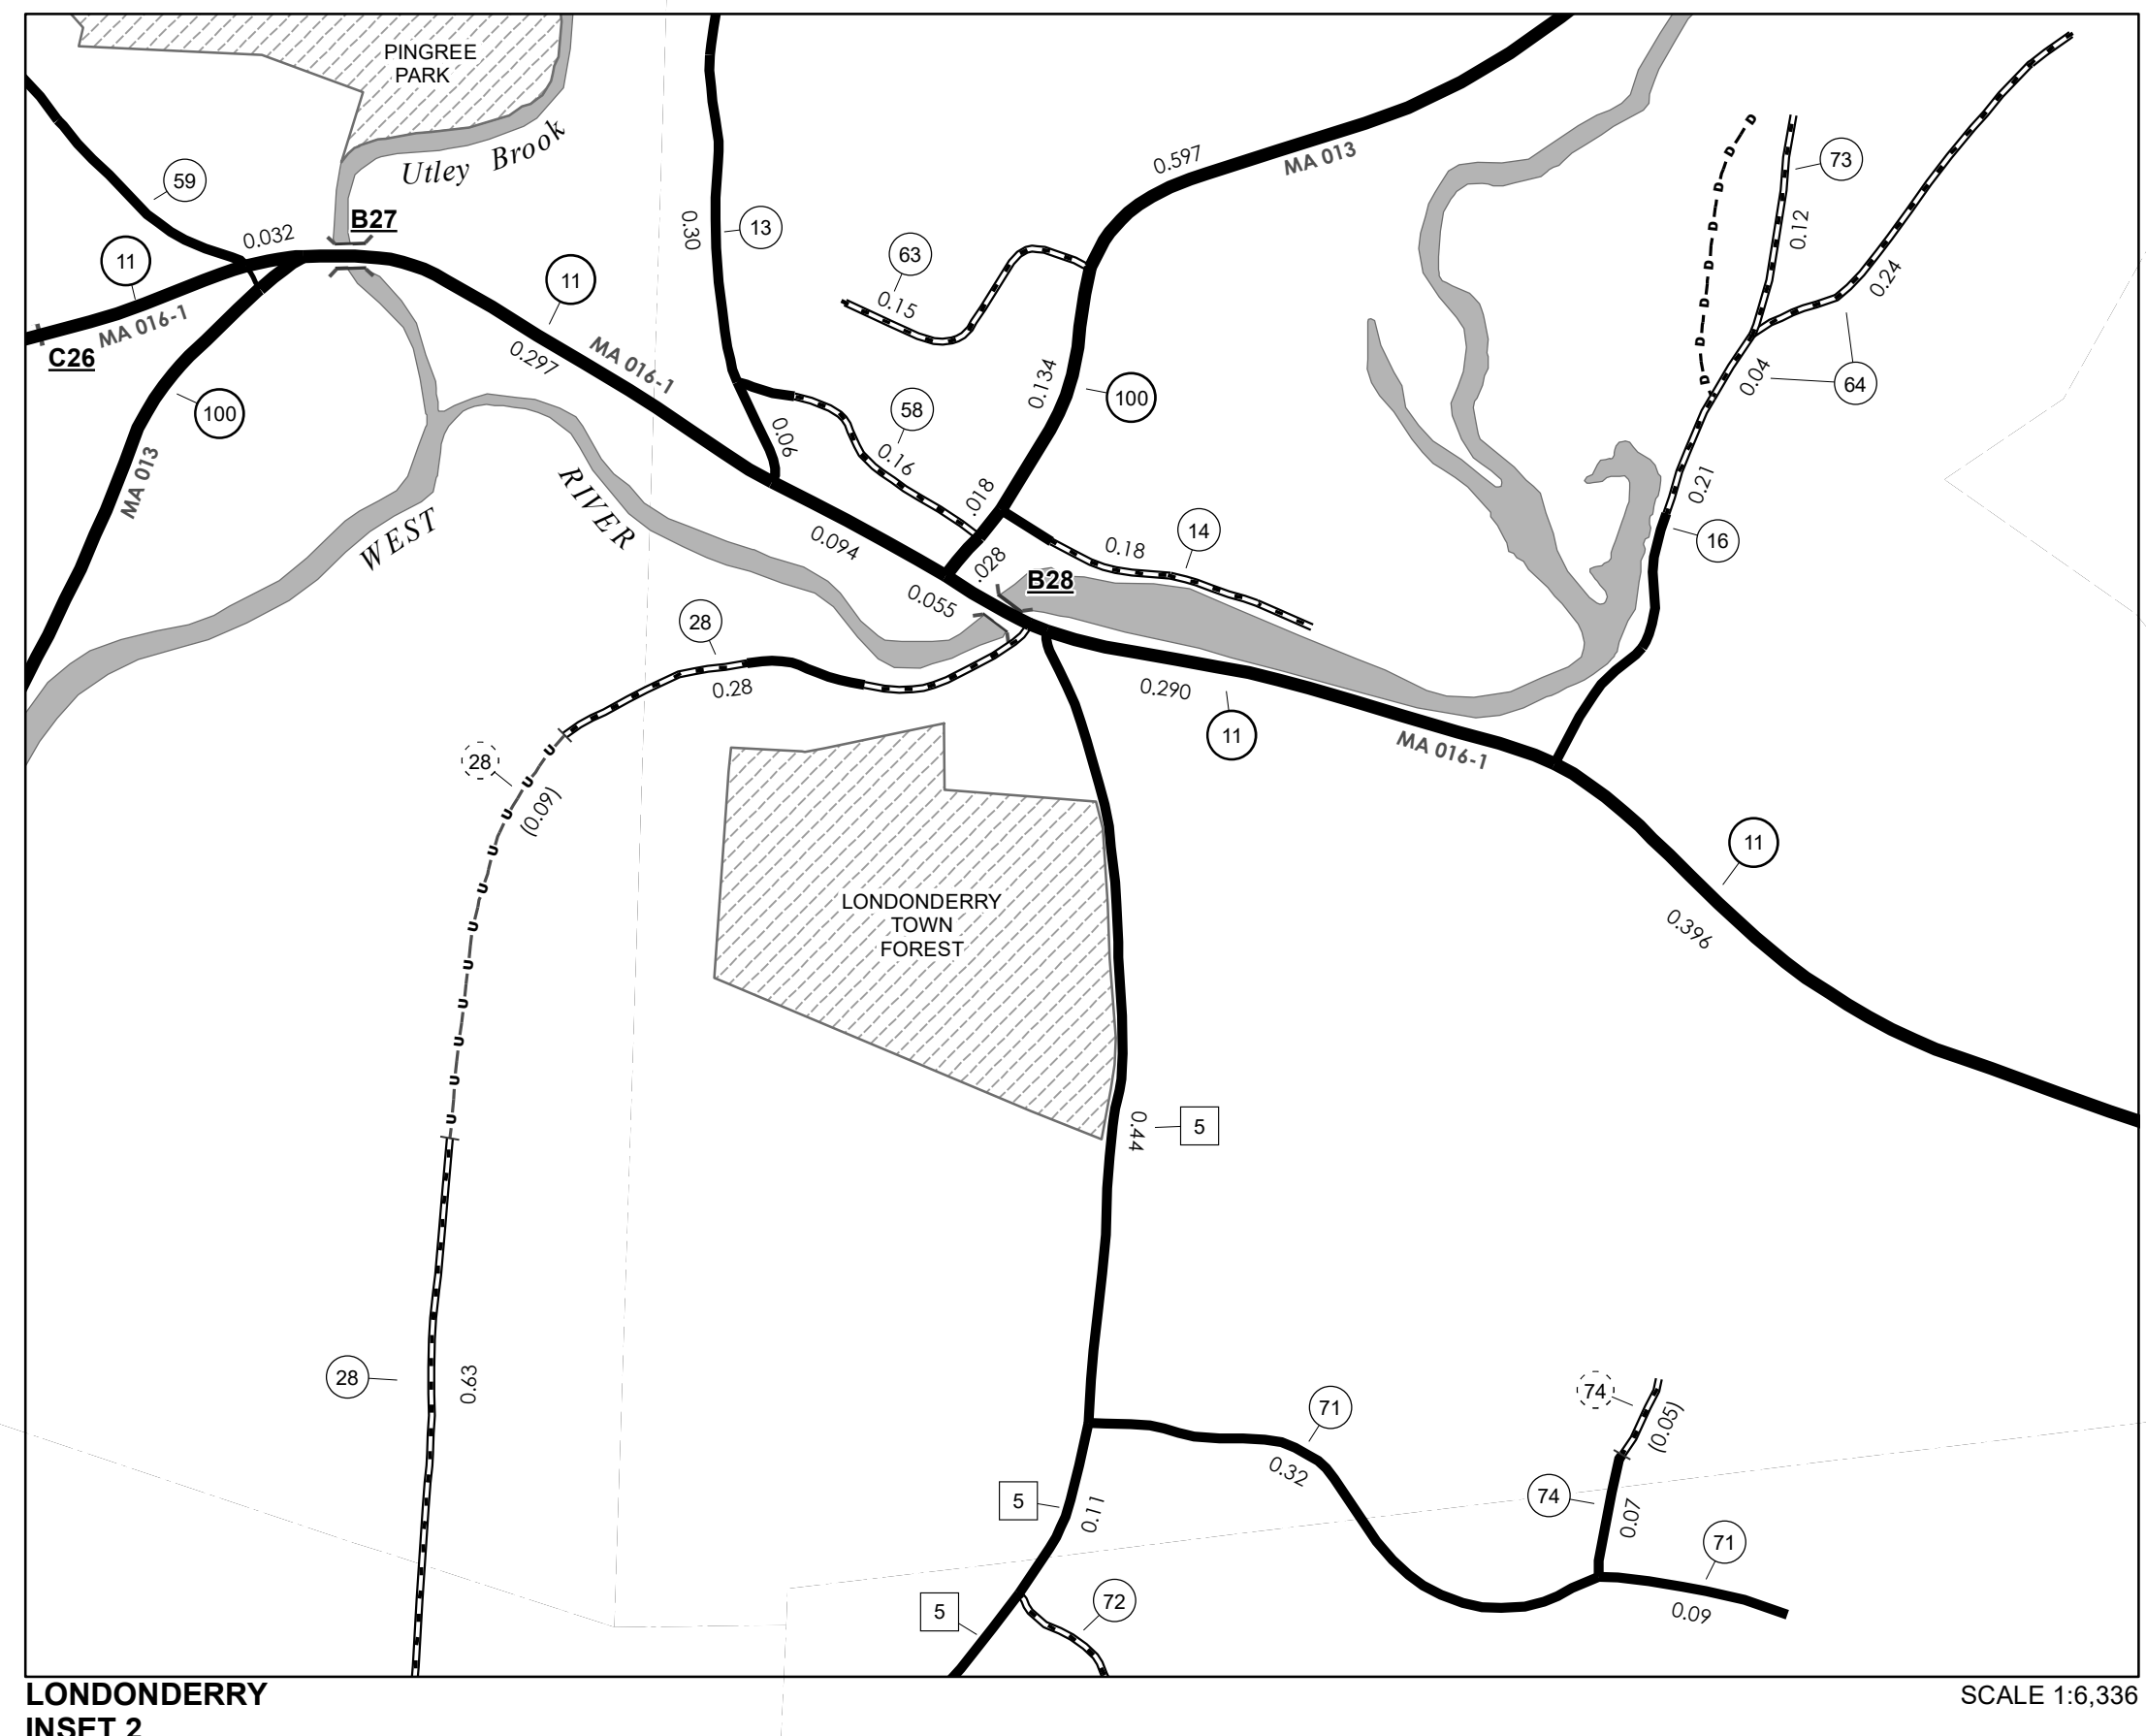 PINGREE
PARK
Utley Brook
59
B27
0.032
11
MA 016-1
C26
100
MA 013
11
0.297
MA 016-1
0.30
13
0.06
63
0.15
58
0.16
0.597
MA 013
0.134
100
.018
.028
0.094
0.055
B28
0.18
14
WEST
RIVER
D
D
D
D
D
D
D
D
73
0.12
0.24
0.04
64
0.21
16
28
0.28
28
(0.09)
U
U
U
U
U
U
U
U
U
U
U
0.290
11
MA 016-1
11
0.396
LONDONDERRY
TOWN
FOREST
0.44
5
28
0.63
71
0.32
74
(0.05)
74
0.07
71
0.09
5
0.11
5
72
LONDONDERRY
INSET 2
SCALE 1:6,336